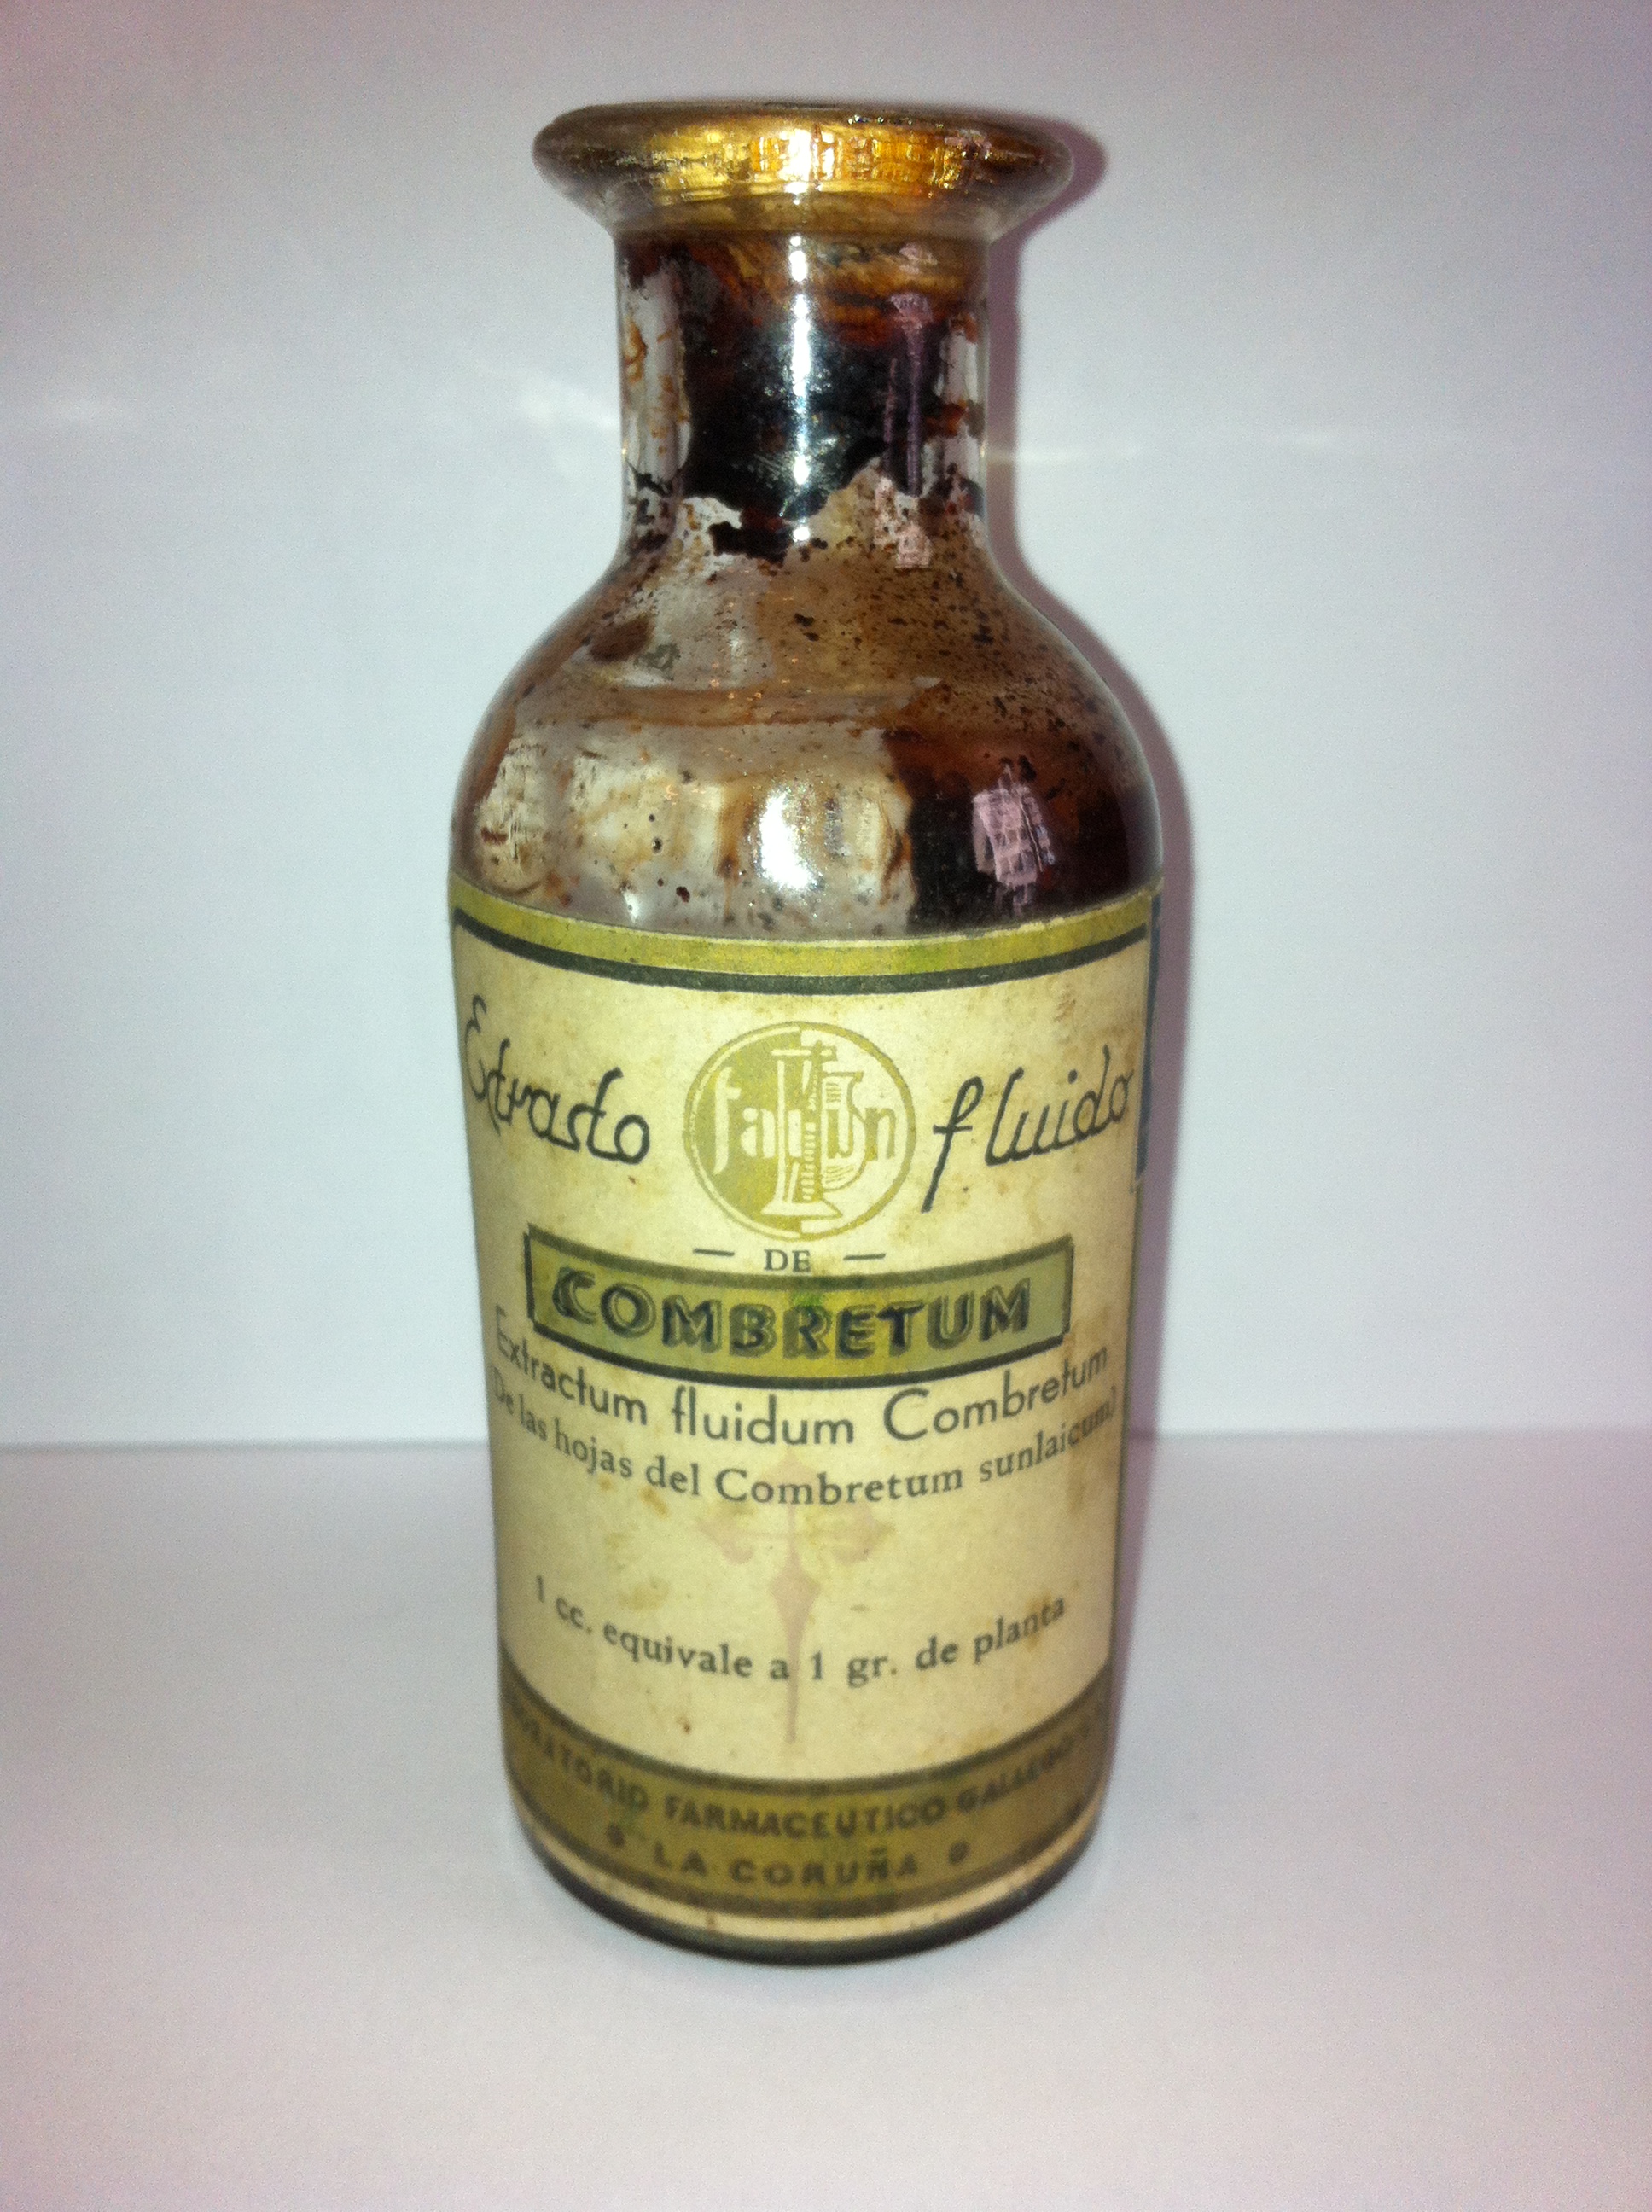 Extracto fluido
DE
COMBRETUM
Extractum fluidum Combretum
(De las hojas del Combretum sunlaicum)
1 cc. equivale a 1 gr. de planta
FARMACEUTICO GALLEGO
LA CORUÑA